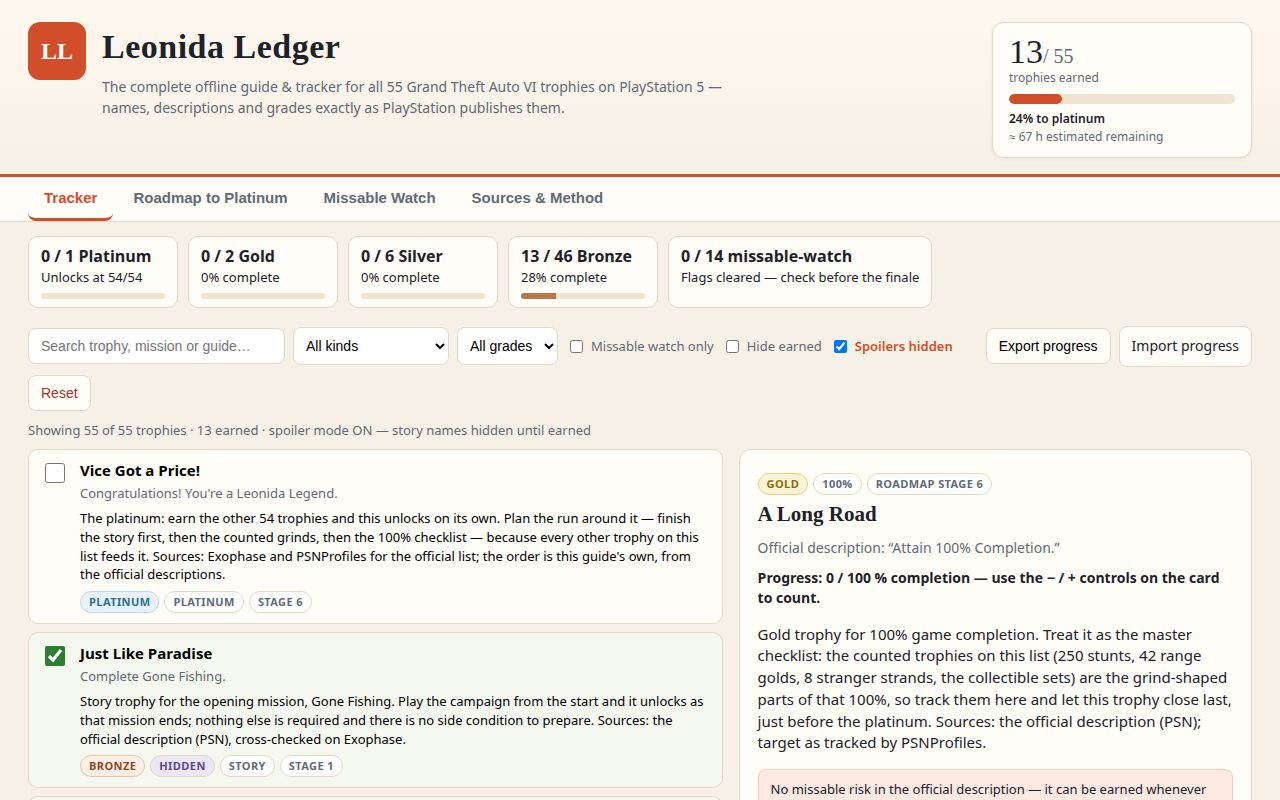 LL
Leonida Ledger
The complete offline guide & tracker for all 55 Grand Theft Auto VI trophies on PlayStation 5 —
names, descriptions and grades exactly as PlayStation publishes them.
13/ 55
trophies earned
24% to platinum
≈ 67 h estimated remaining
Tracker
Roadmap to Platinum
Missable Watch
Sources & Method
0 / 1 Platinum
Unlocks at 54/54
0 / 2 Gold
0% complete
0 / 6 Silver
0% complete
13 / 46 Bronze
28% complete
0 / 14 missable-watch
Flags cleared — check before the finale
Search trophy, mission or guide…
All kinds
All grades
Missable watch only
Hide earned
Spoilers hidden
Export progress
Import progress
Reset
Showing 55 of 55 trophies · 13 earned · spoiler mode ON — story names hidden until earned
Vice Got a Price!
Congratulations! You're a Leonida Legend.
The platinum: earn the other 54 trophies and this unlocks on its own. Plan the run around it — finish
the story first, then the counted grinds, then the 100% checklist — because every other trophy on this
list feeds it. Sources: Exophase and PSNProfiles for the official list; the order is this guide's own, from
the official descriptions.
PLATINUM
PLATINUM
STAGE 6
Just Like Paradise
Complete Gone Fishing.
Story trophy for the opening mission, Gone Fishing. Play the campaign from the start and it unlocks as
that mission ends; nothing else is required and there is no side condition to prepare. Sources: the
official description (PSN), cross-checked on Exophase.
BRONZE
HIDDEN
STORY
STAGE 1
GOLD
100%
ROADMAP STAGE 6
A Long Road
Official description: “Attain 100% Completion.”
Progress: 0 / 100 % completion — use the − / + controls on the card
to count.
Gold trophy for 100% game completion. Treat it as the master
checklist: the counted trophies on this list (250 stunts, 42 range
golds, 8 stranger strands, the collectible sets) are the grind-shaped
parts of that 100%, so track them here and let this trophy close last,
just before the platinum. Sources: the official description (PSN);
target as tracked by PSNProfiles.
No missable risk in the official description — it can be earned whenever